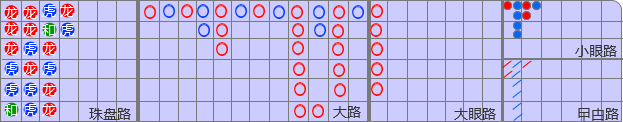 龙 龙 虎 龙
龙 龙 和 虎
龙 虎 龙
虎 龙 虎
虎 虎 龙
和 虎 龙
珠盘路
大路
大眼路
小眼路
曱甴路